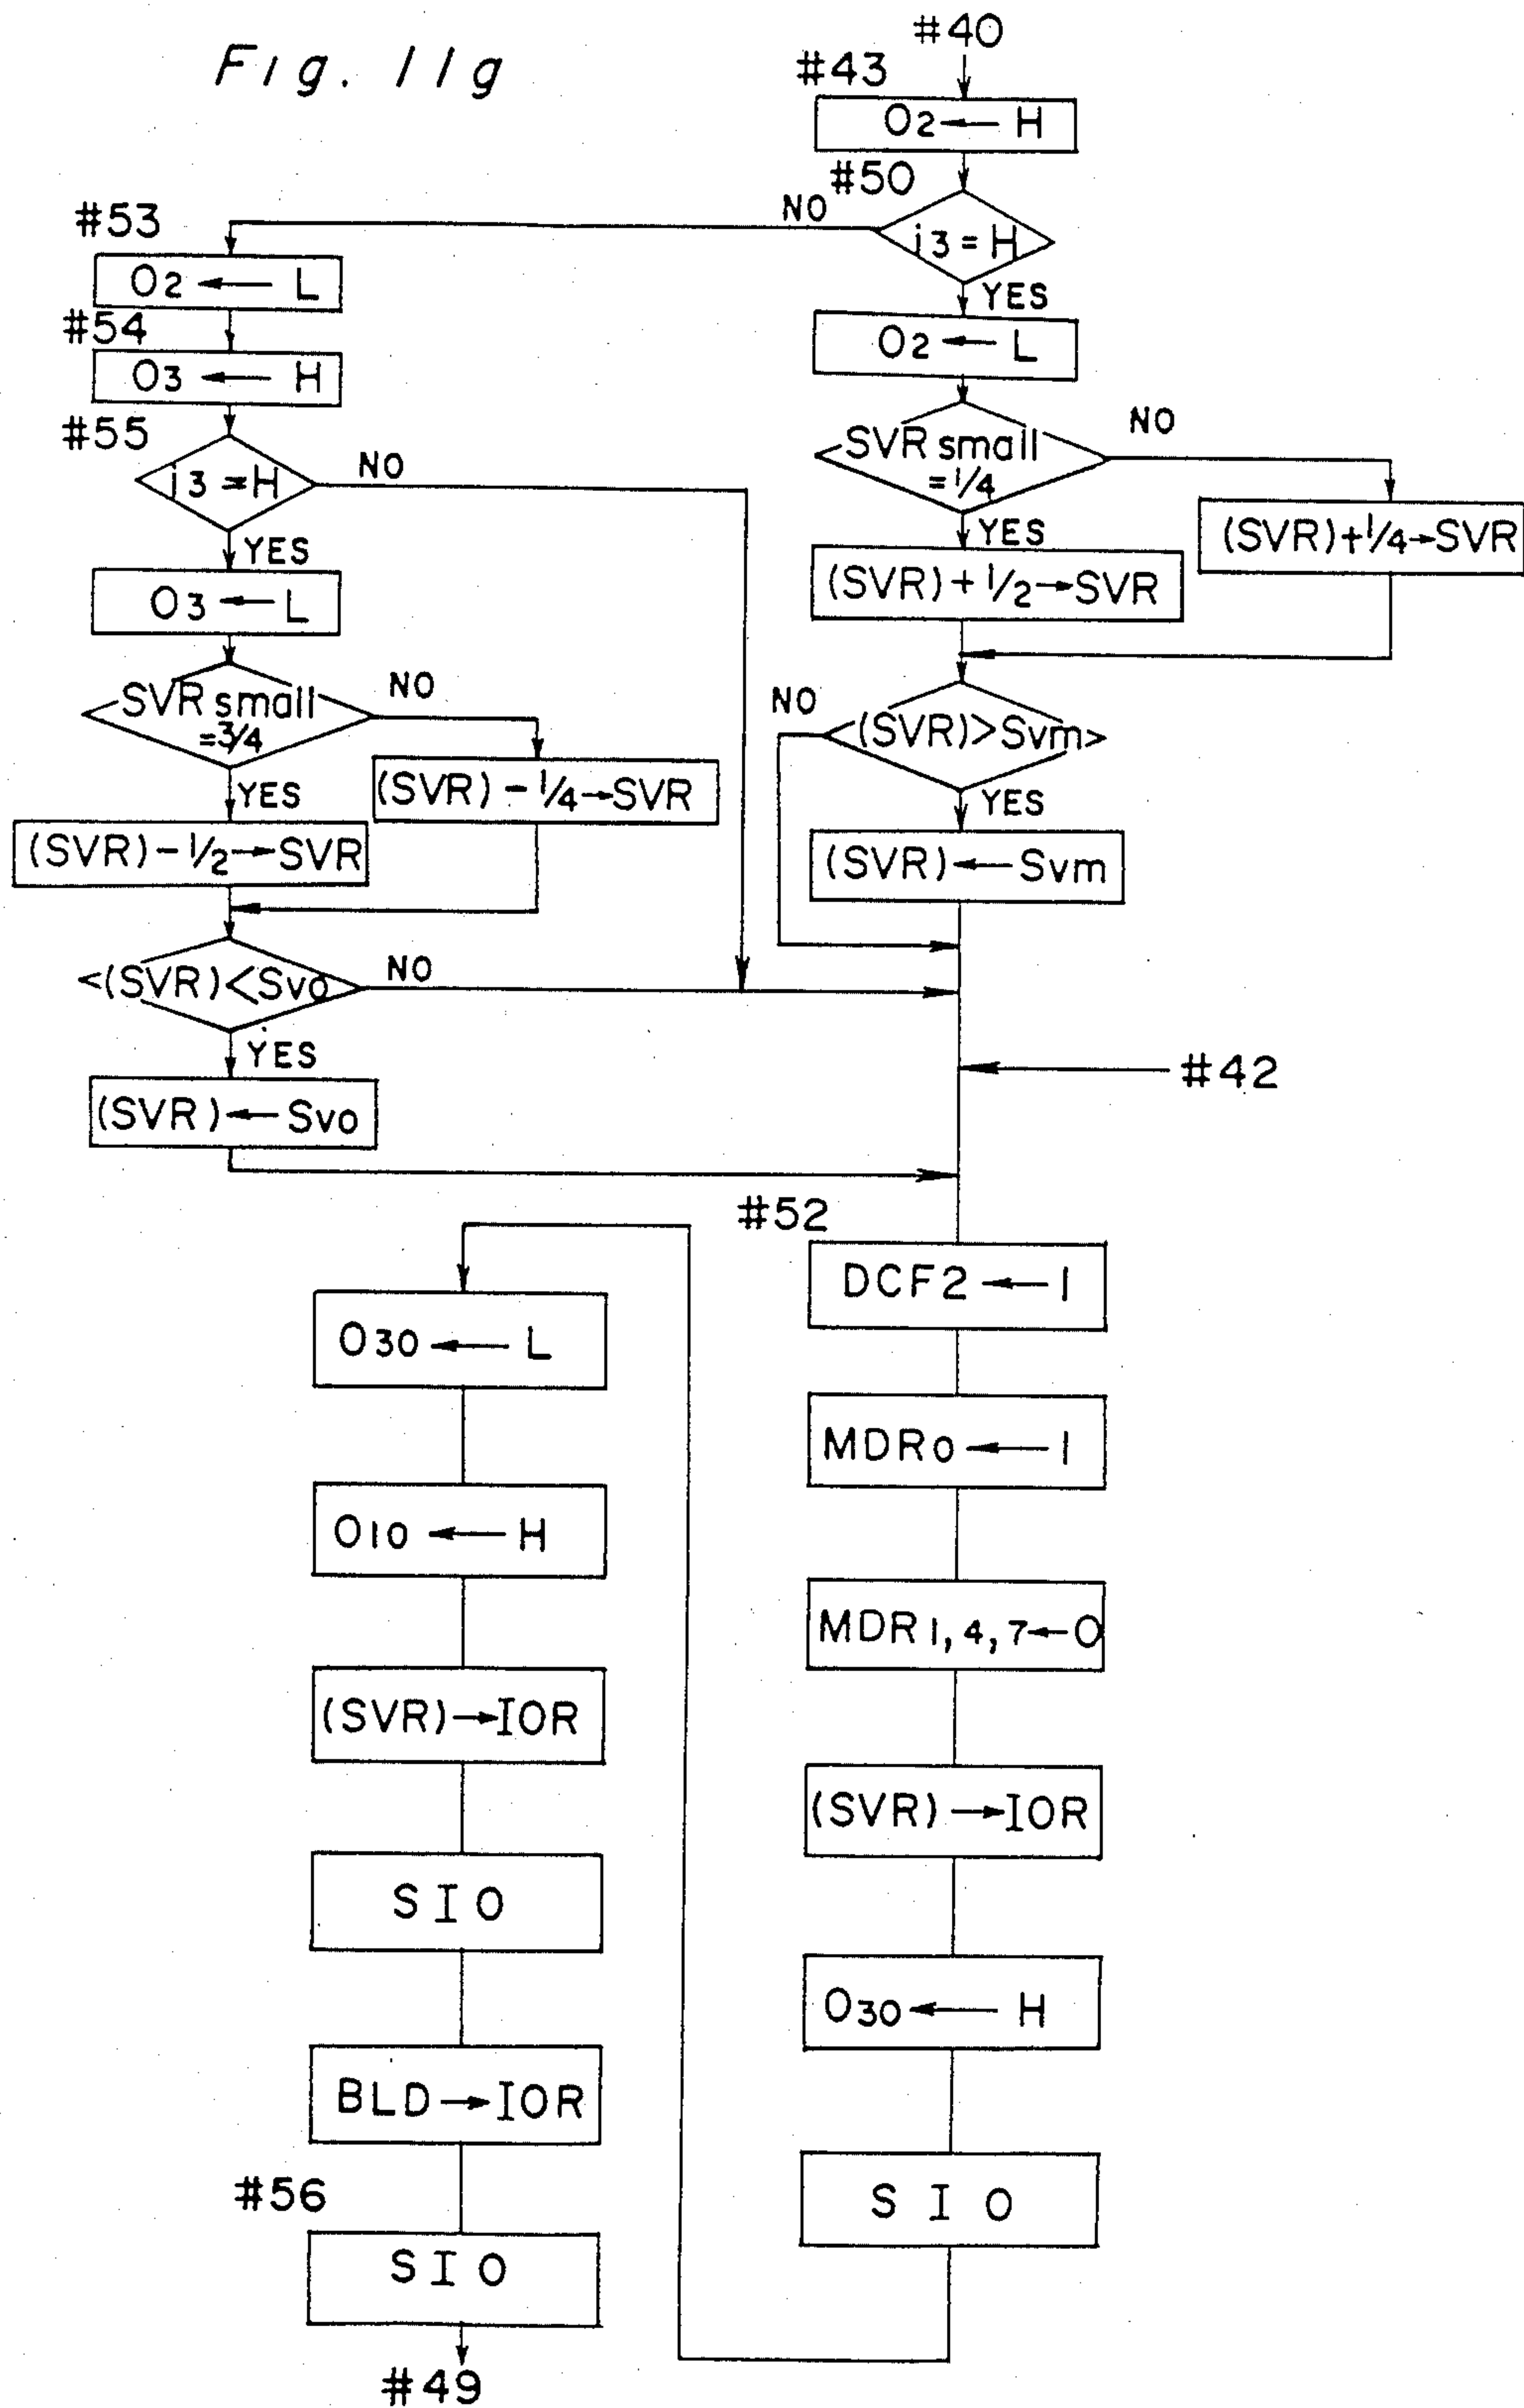 Fig. 11g
#40
#43
O2 ← H
#50
i3 = H
NO
YES
O2 ← L
SVR small
= 1/4
NO
YES
(SVR) + 1/4 → SVR
(SVR) + 1/2 → SVR
(SVR) > Svm >
NO
YES
(SVR) ← Svm
#53
O2 ← L
#54
O3 ← H
#55
i3 = H
NO
YES
O3 ← L
SVR small
= 3/4
NO
YES
(SVR) - 1/4 → SVR
(SVR) - 1/2 → SVR
< (SVR) < Svo
NO
YES
(SVR) ← Svo
#42
#52
DCF2 ← 1
MDR0 ← 1
MDR1, 4, 7 ← 0
(SVR) → IOR
O30 ← H
SIO
O30 ← L
O10 ← H
(SVR) → IOR
SIO
BLD → IOR
#56
SIO
#49